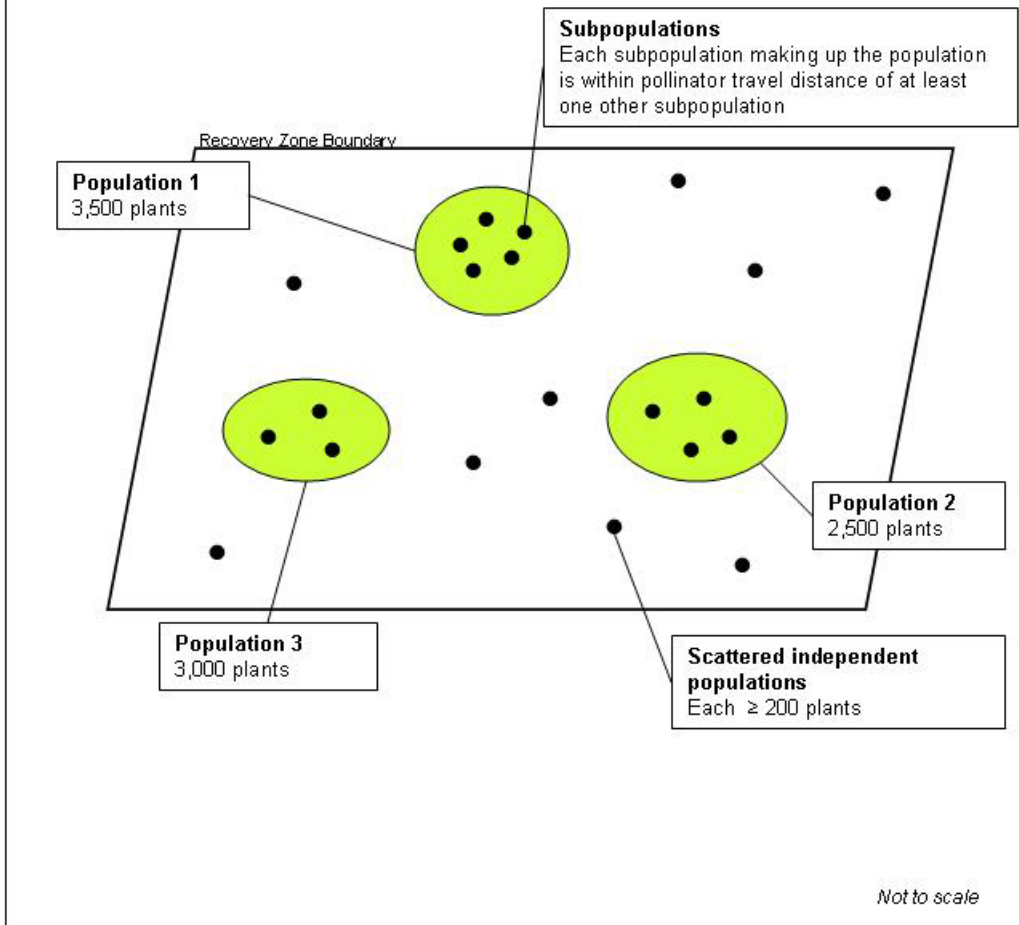 Subpopulations
Each subpopulation making up the population
is within pollinator travel distance of at least
one other subpopulation
Recovery Zone Boundary
Population 1
3,500 plants
Population 2
2,500 plants
Population 3
3,000 plants
Scattered independent
populations
Each ≥ 200 plants
Not to scale